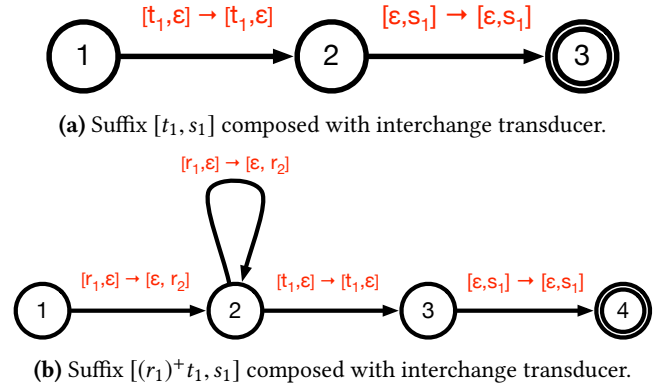 [t₁,ε] → [t₁,ε]
[ε,s₁] → [ε,s₁]
1
2
3
(a) Suffix [t₁, s₁] composed with interchange transducer.
[r₁,ε] → [ε, r₂]
[r₁,ε] → [ε, r₂]
[t₁,ε] → [t₁,ε]
[ε,s₁] → [ε,s₁]
1
2
3
4
(b) Suffix [(r₁)⁺t₁, s₁] composed with interchange transducer.